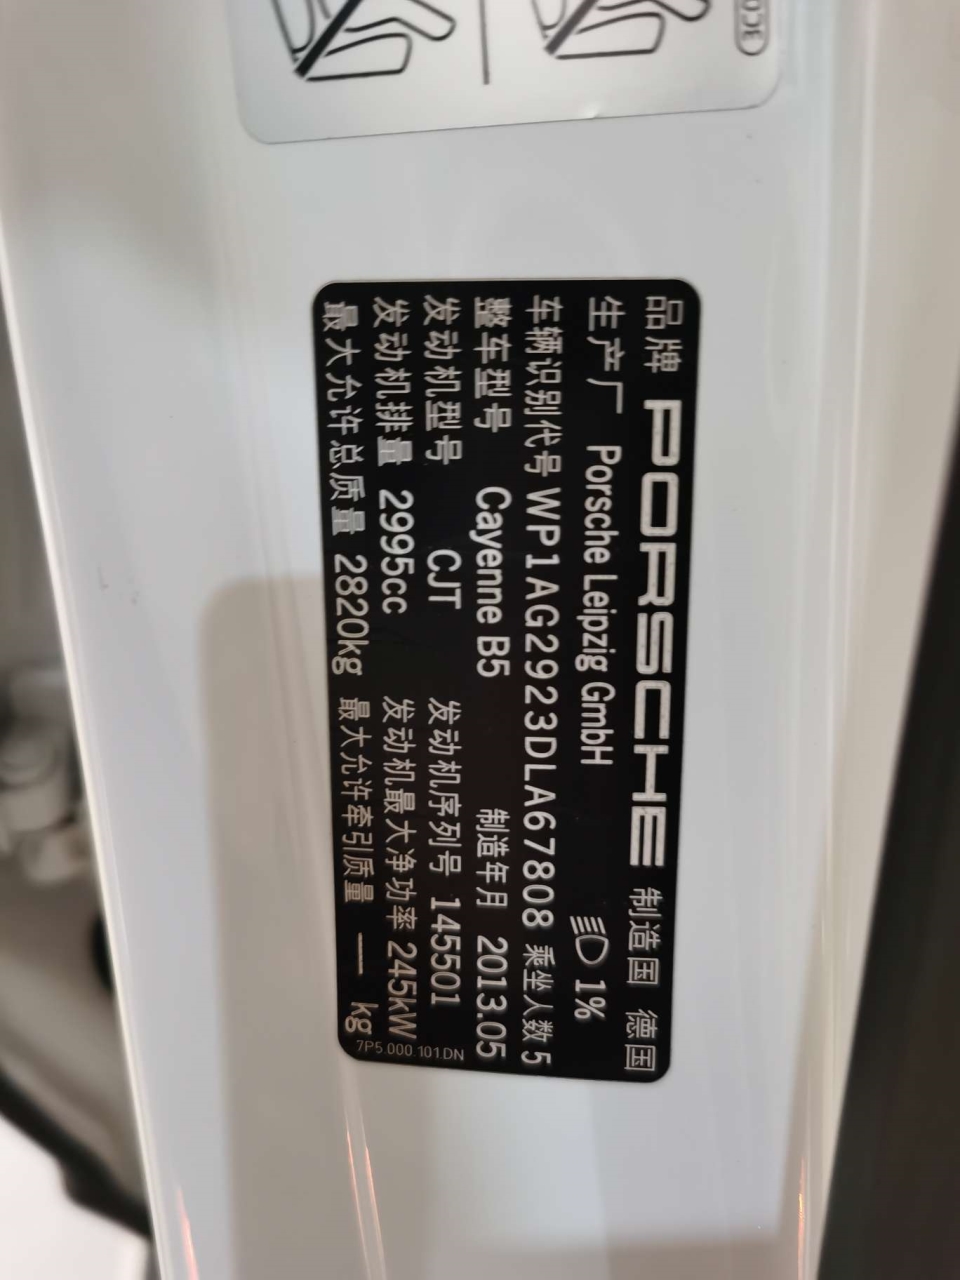 品牌 PORSCHE 制造国 德国
生产厂 Porsche Leipzig GmbH 1%
车辆识别代号 WP1AG2923DLA67808 乘坐人数 5
整车型号 Cayenne B5 制造年月 2013.05
发动机型号 CJT 发动机序列号 145501
发动机排量 2995cc 发动机最大净功率 245kW
最大允许总质量 2820kg 最大允许牵引质量 — kg
7P5.000.101.DN